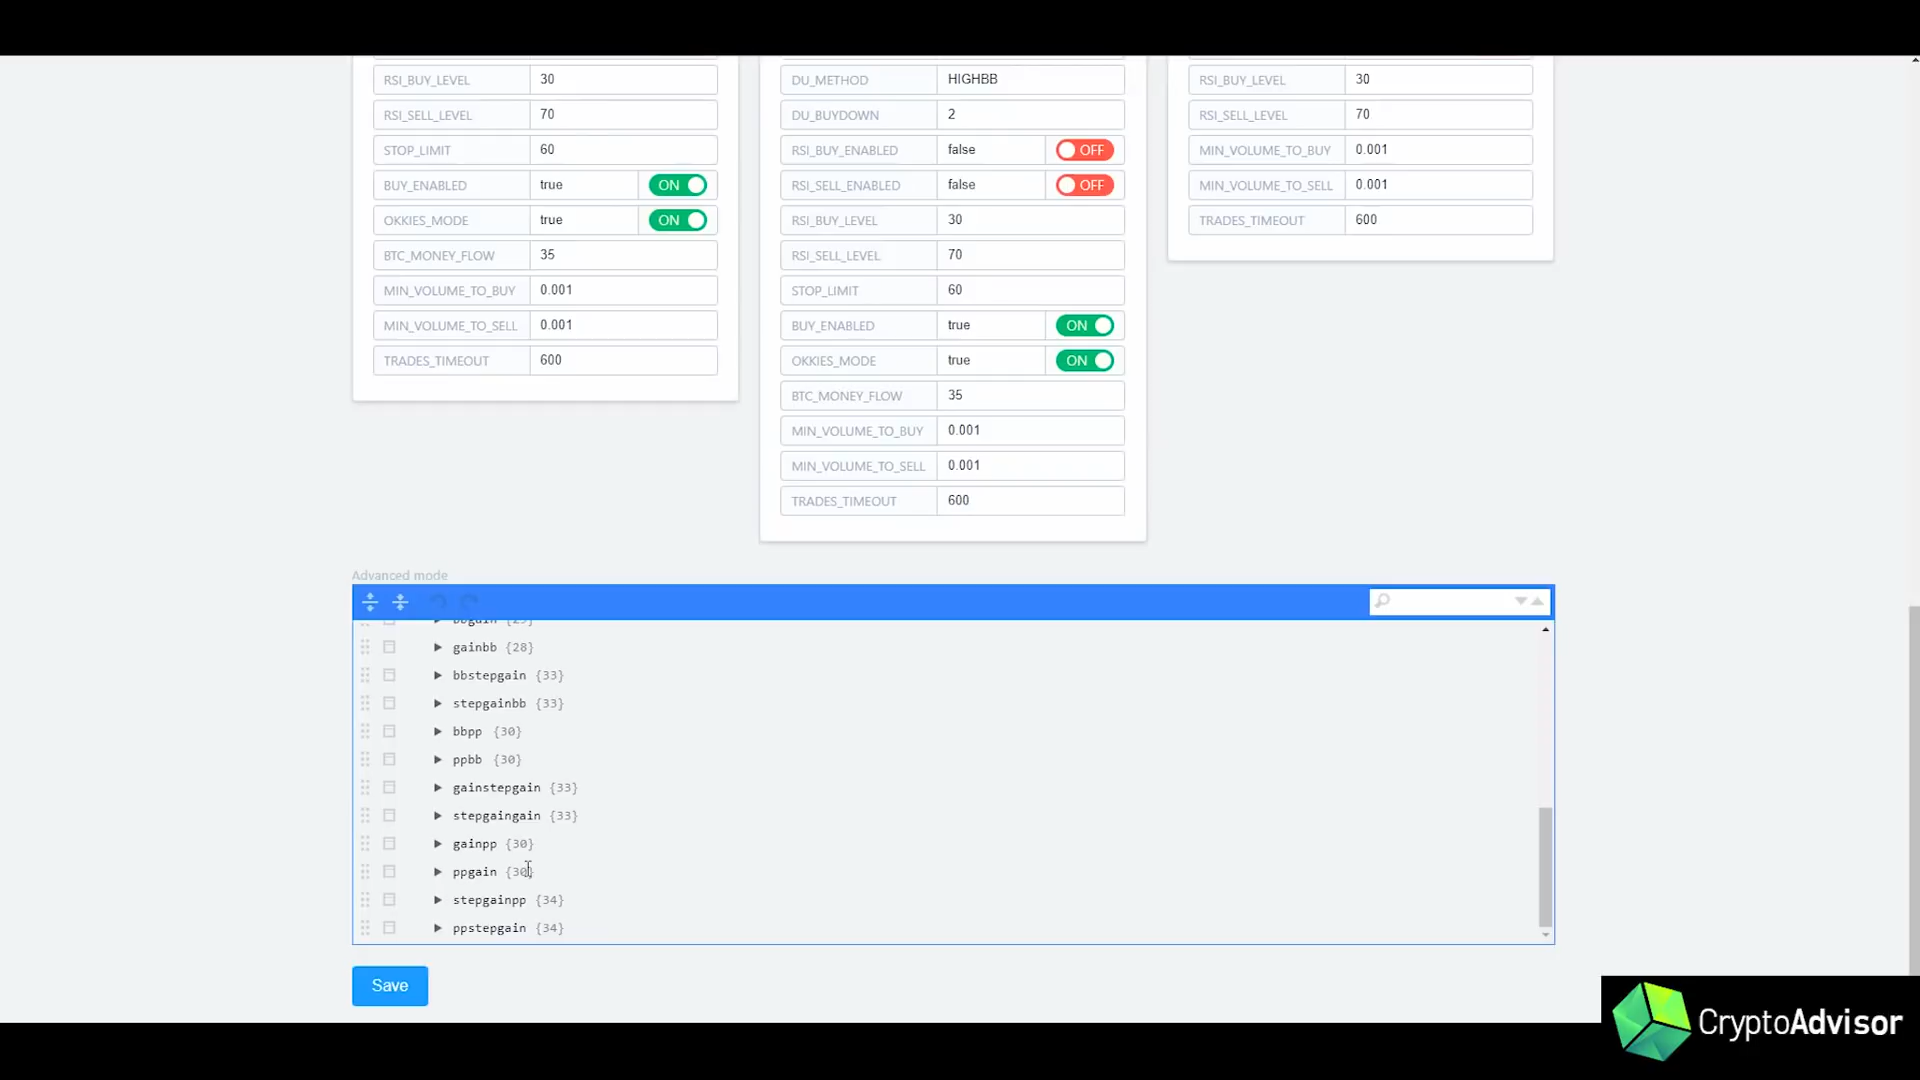 RSI_BUY_LEVEL 30
RSI_SELL_LEVEL 70
STOP_LIMIT 60
BUY_ENABLED true ON
OKKIES_MODE true ON
BTC_MONEY_FLOW 35
MIN_VOLUME_TO_BUY 0.001
MIN_VOLUME_TO_SELL 0.001
TRADES_TIMEOUT 600
DU_METHOD HIGHBB
DU_BUYDOWN 2
RSI_BUY_ENABLED false OFF
RSI_SELL_ENABLED false OFF
RSI_BUY_LEVEL 30
RSI_SELL_LEVEL 70
STOP_LIMIT 60
BUY_ENABLED true ON
OKKIES_MODE true ON
BTC_MONEY_FLOW 35
MIN_VOLUME_TO_BUY 0.001
MIN_VOLUME_TO_SELL 0.001
TRADES_TIMEOUT 600
RSI_BUY_LEVEL 30
RSI_SELL_LEVEL 70
MIN_VOLUME_TO_BUY 0.001
MIN_VOLUME_TO_SELL 0.001
TRADES_TIMEOUT 600
Advanced mode
gainbb {28}
bbstepgain {33}
stepgainbb {33}
bbpp {30}
ppbb {30}
gainstepgain {33}
stepgaingain {33}
gainpp {30}
ppgain {30}
stepgainpp {34}
ppstepgain {34}
Save
CryptoAdvisor